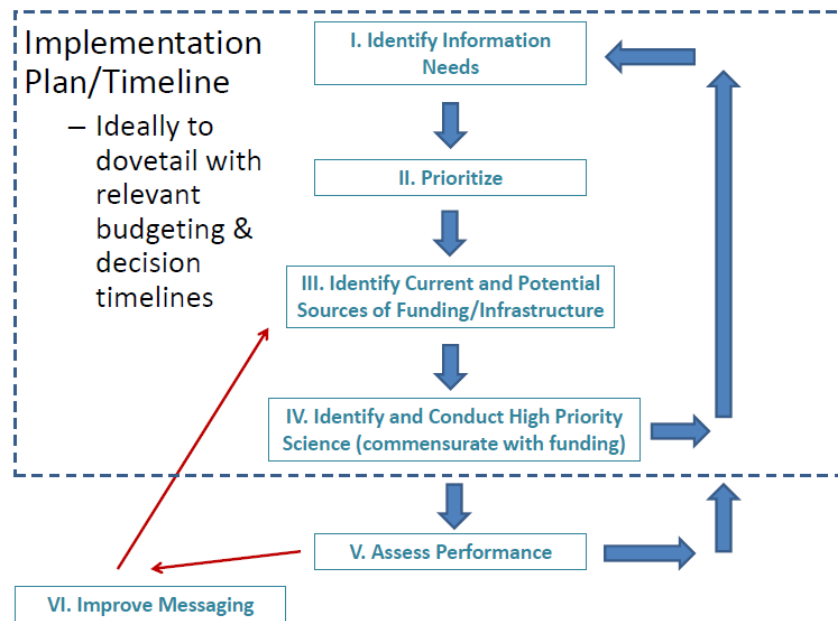 Implementation
Plan/Timeline
– Ideally to
dovetail with
relevant
budgeting &
decision
timelines
I. Identify Information
Needs
II. Prioritize
III. Identify Current and Potential
Sources of Funding/Infrastructure
IV. Identify and Conduct High Priority
Science (commensurate with funding)
V. Assess Performance
VI. Improve Messaging